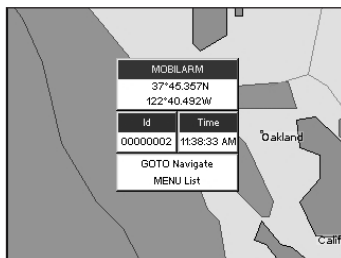 MOBILARM
37°45.357N
122°40.492W
Id Time
00000002 11:38:33 AM
GOTO Navigate
MENU List
Oakland
Calif